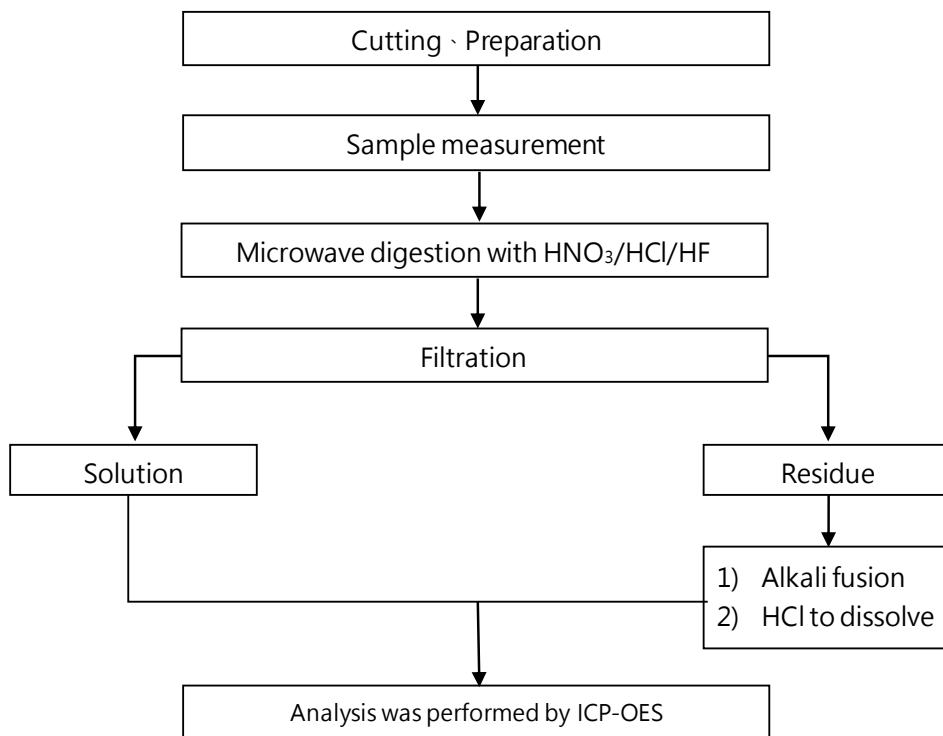 Cutting、Preparation
Sample measurement
Microwave digestion with HNO₃/HCl/HF
Filtration
Solution
Residue
1) Alkali fusion
2) HCl to dissolve
Analysis was performed by ICP-OES